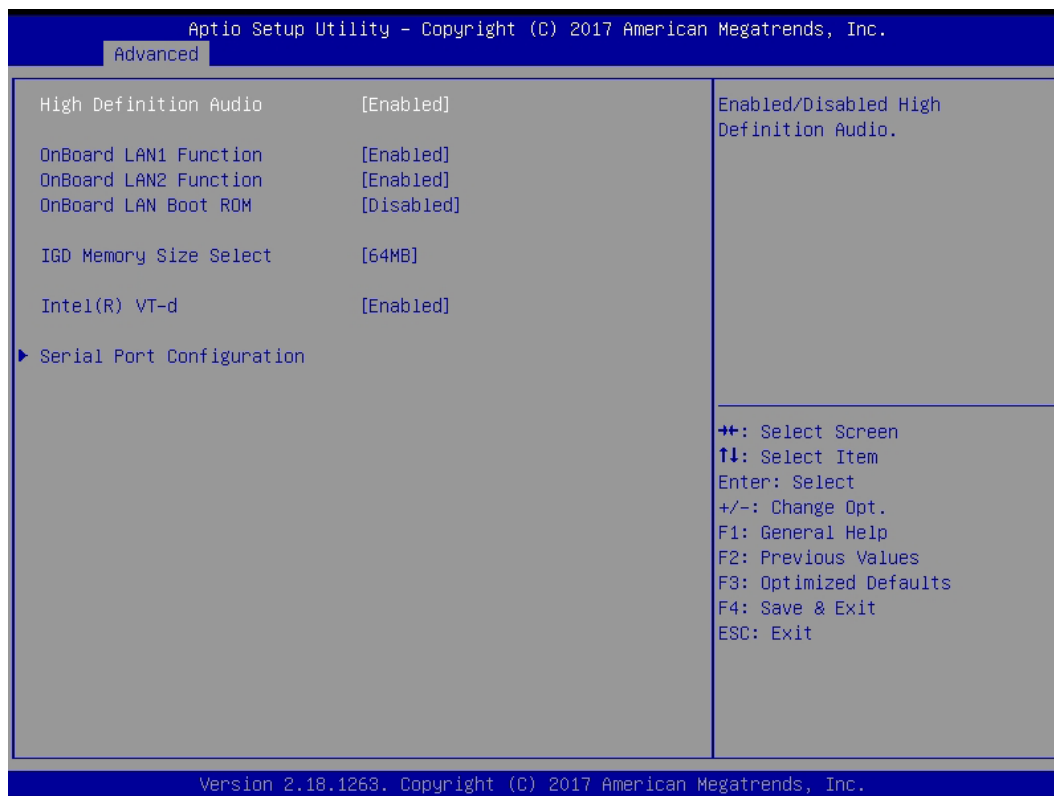 Aptio Setup Utility – Copyright (C) 2017 American Megatrends, Inc.
Advanced
High Definition Audio [Enabled]
OnBoard LAN1 Function [Enabled]
OnBoard LAN2 Function [Enabled]
OnBoard LAN Boot ROM [Disabled]
IGD Memory Size Select [64MB]
Intel(R) VT-d [Enabled]
▶ Serial Port Configuration
Enabled/Disabled High
Definition Audio.
→←: Select Screen
↑↓: Select Item
Enter: Select
+/-: Change Opt.
F1: General Help
F2: Previous Values
F3: Optimized Defaults
F4: Save & Exit
ESC: Exit
Version 2.18.1263. Copyright (C) 2017 American Megatrends, Inc.